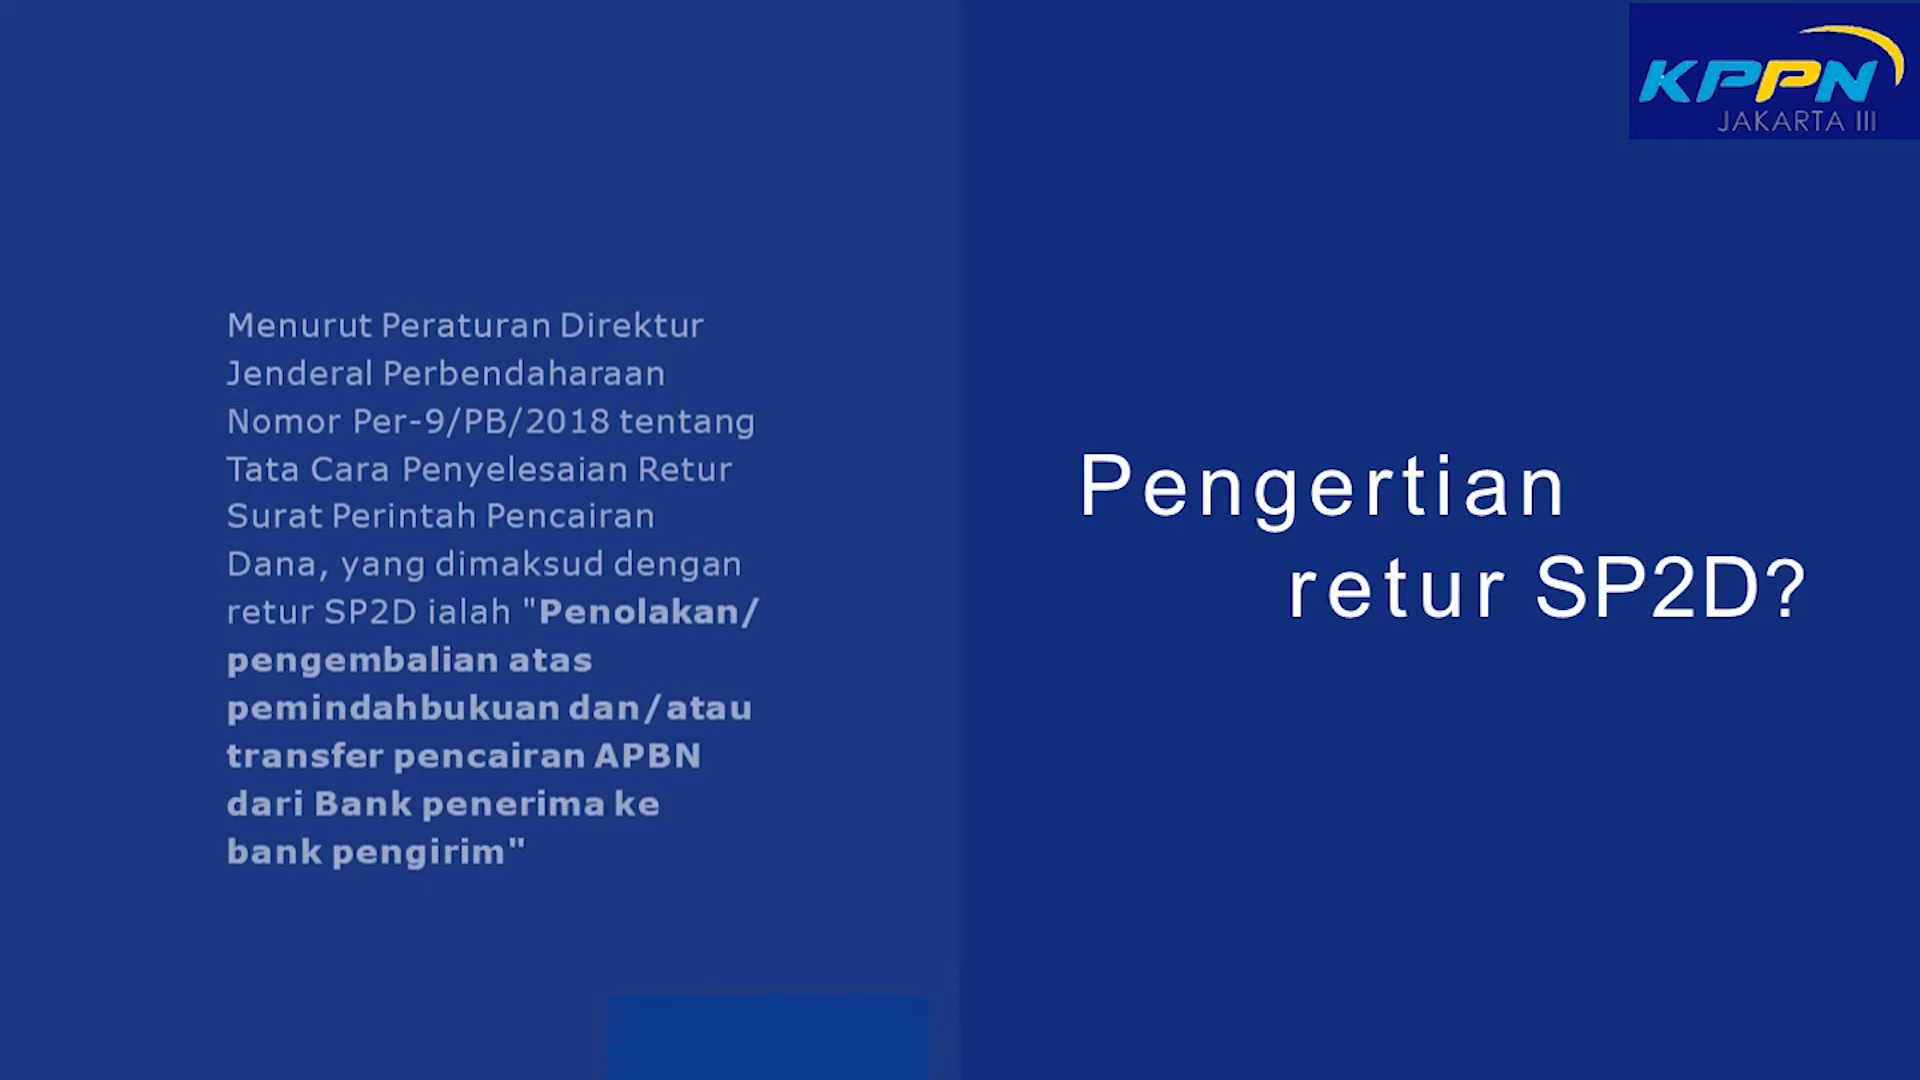 KPPN
JAKARTA III
Menurut Peraturan Direktur
Jenderal Perbendaharaan
Nomor Per-9/PB/2018 tentang
Tata Cara Penyelesaian Retur
Surat Perintah Pencairan
Dana, yang dimaksud dengan
retur SP2D ialah "Penolakan/
pengembalian atas
pemindahbukuan dan/atau
transfer pencairan APBN
dari Bank penerima ke
bank pengirim"
Pengertian
retur SP2D?